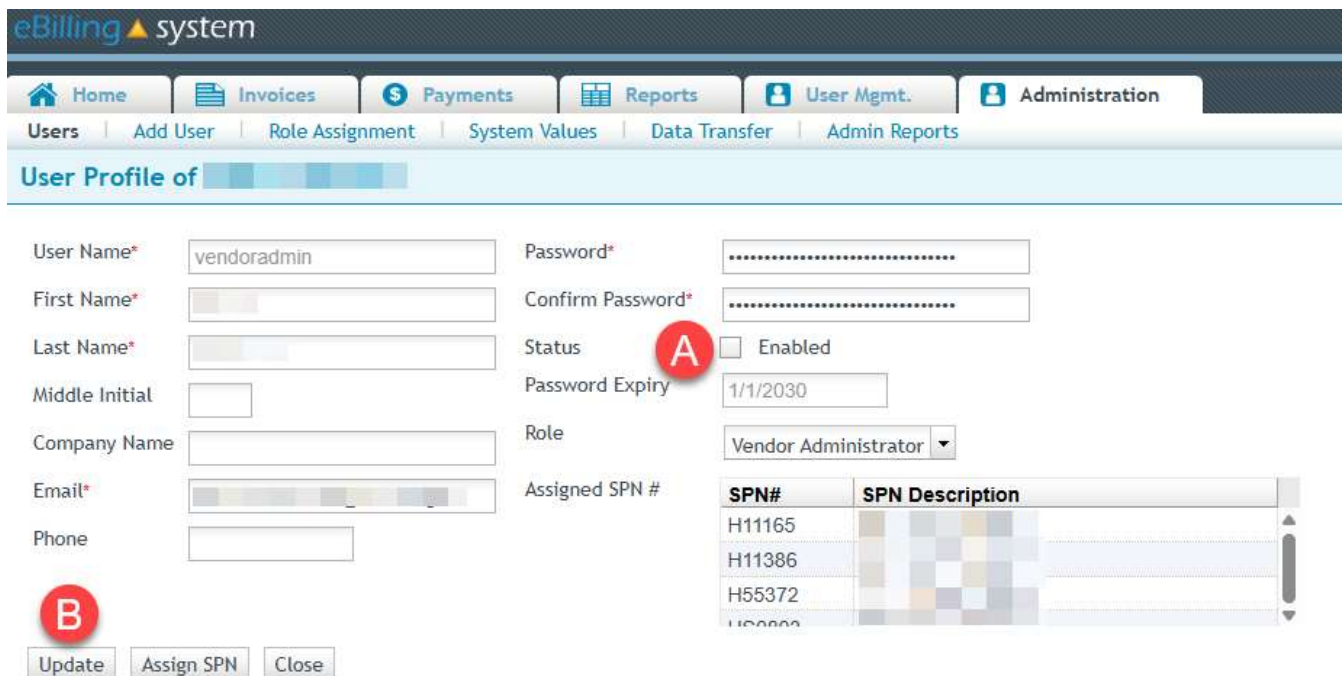 eBilling system
Home Invoices Payments Reports User Mgmt. Administration
Users Add User Role Assignment System Values Data Transfer Admin Reports
User Profile of
User Name* vendoradmin Password* ................................
First Name* Confirm Password* ................................
Last Name* Status A Enabled
Middle Initial Password Expiry 1/1/2030
Company Name Role Vendor Administrator
Email* Assigned SPN # SPN# SPN Description
Phone H11165
H11386
H55372
B
Update Assign SPN Close